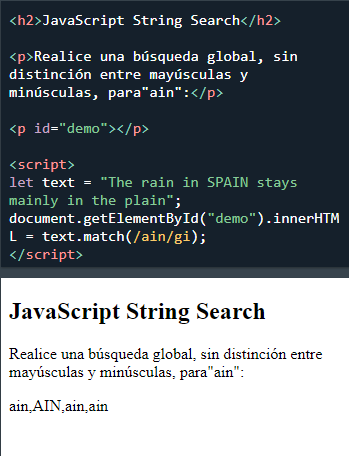 <h2>JavaScript String Search</h2>
<p>Realice una búsqueda global, sin
distinción entre mayúsculas y
minúsculas, para"ain":</p>
<p id="demo"></p>
<script>
let text = "The rain in SPAIN stays
mainly in the plain";
document.getElementById("demo").innerHTM
L = text.match(/ain/gi);
</script>
JavaScript String Search
Realice una búsqueda global, sin distinción entre
mayúsculas y minúsculas, para"ain":
ain,AIN,ain,ain